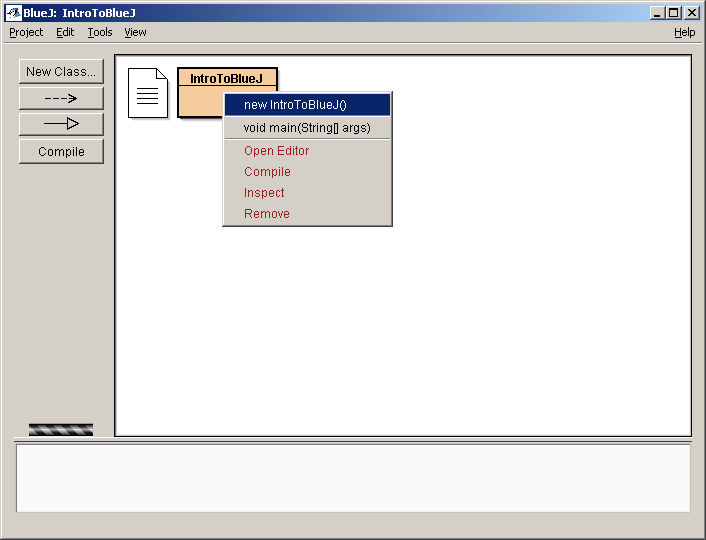 BlueJ: IntroToBlueJ
Project Edit Tools View Help
New Class...
Compile
IntroToBlueJ
new IntroToBlueJ()
void main(String[] args)
Open Editor
Compile
Inspect
Remove